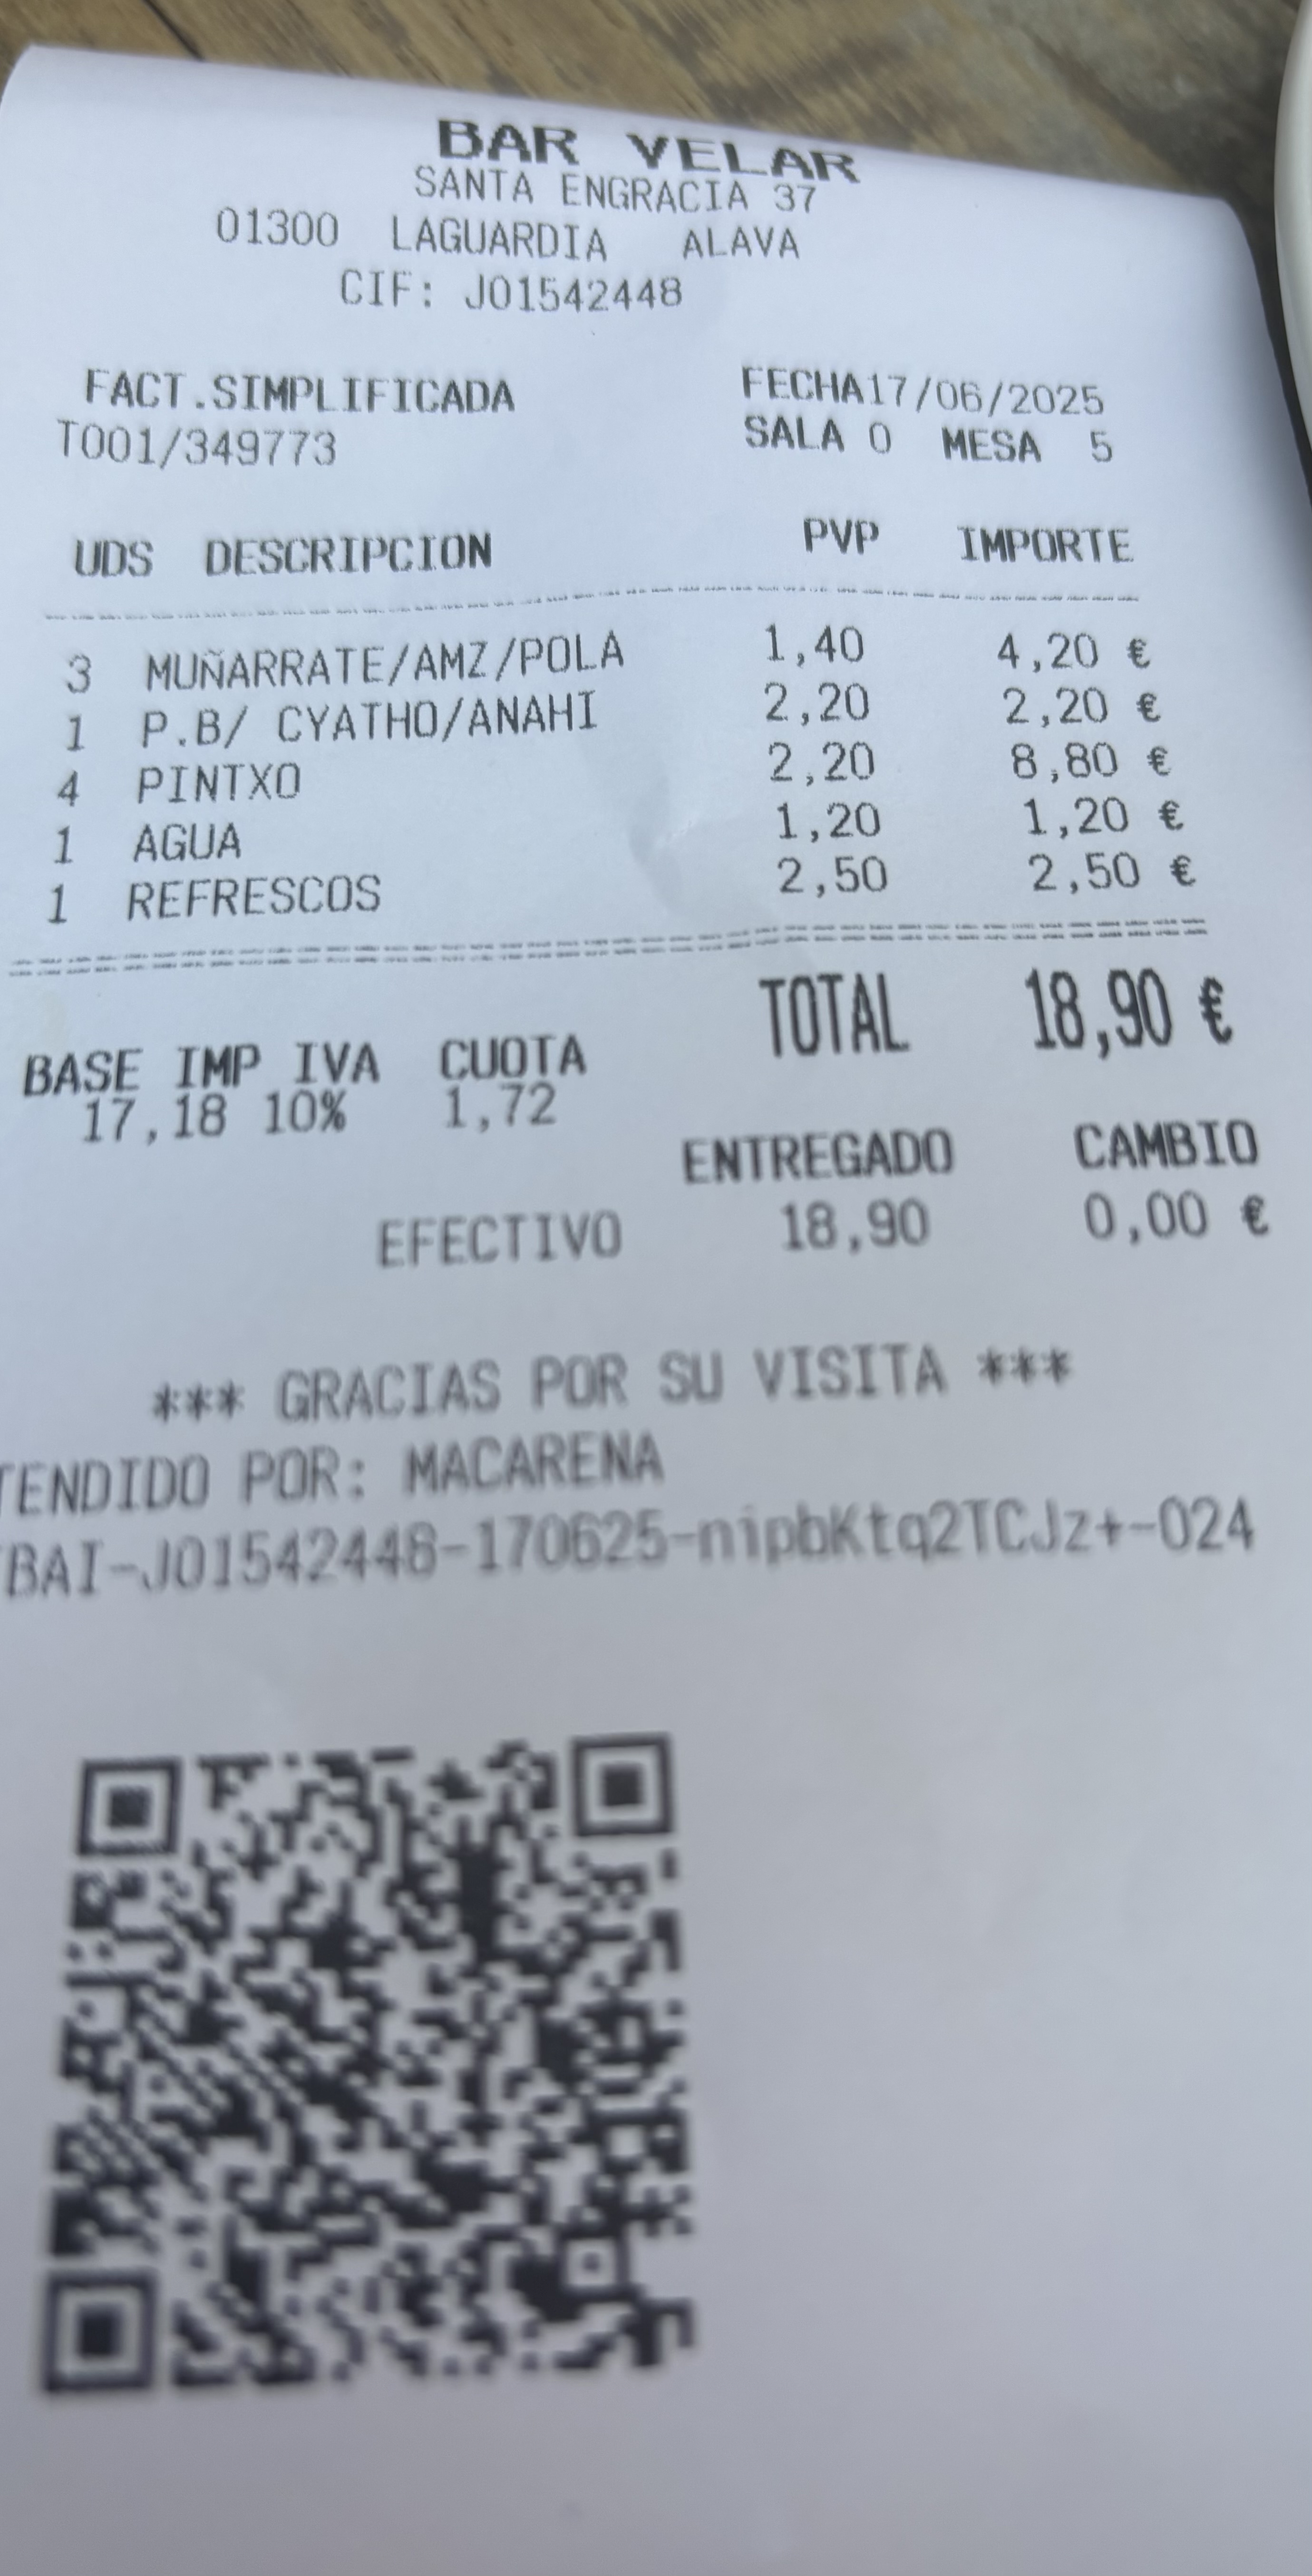 BAR VELAR
SANTA ENGRACIA 37
01300 LAGUARDIA ALAVA
CIF: J01542448
FACT.SIMPLIFICADA FECHA17/06/2025
T001/349773 SALA 0 MESA 5
UDS DESCRIPCION PVP IMPORTE
3 MUÑARRATE/AMZ/POLA 1,40 4,20 €
1 P.B/ CYATHO/ANAHI 2,20 2,20 €
4 PINTXO 2,20 8,80 €
1 AGUA 1,20 1,20 €
1 REFRESCOS 2,50 2,50 €
TOTAL 18,90 €
BASE IMP IVA CUOTA
17,18 10% 1,72
ENTREGADO CAMBIO
EFECTIVO 18,90 0,00 €
*** GRACIAS POR SU VISITA ***
TENDIDO POR: MACARENA
BAI-J01542448-170625-nipbKtq2TCJz+-024